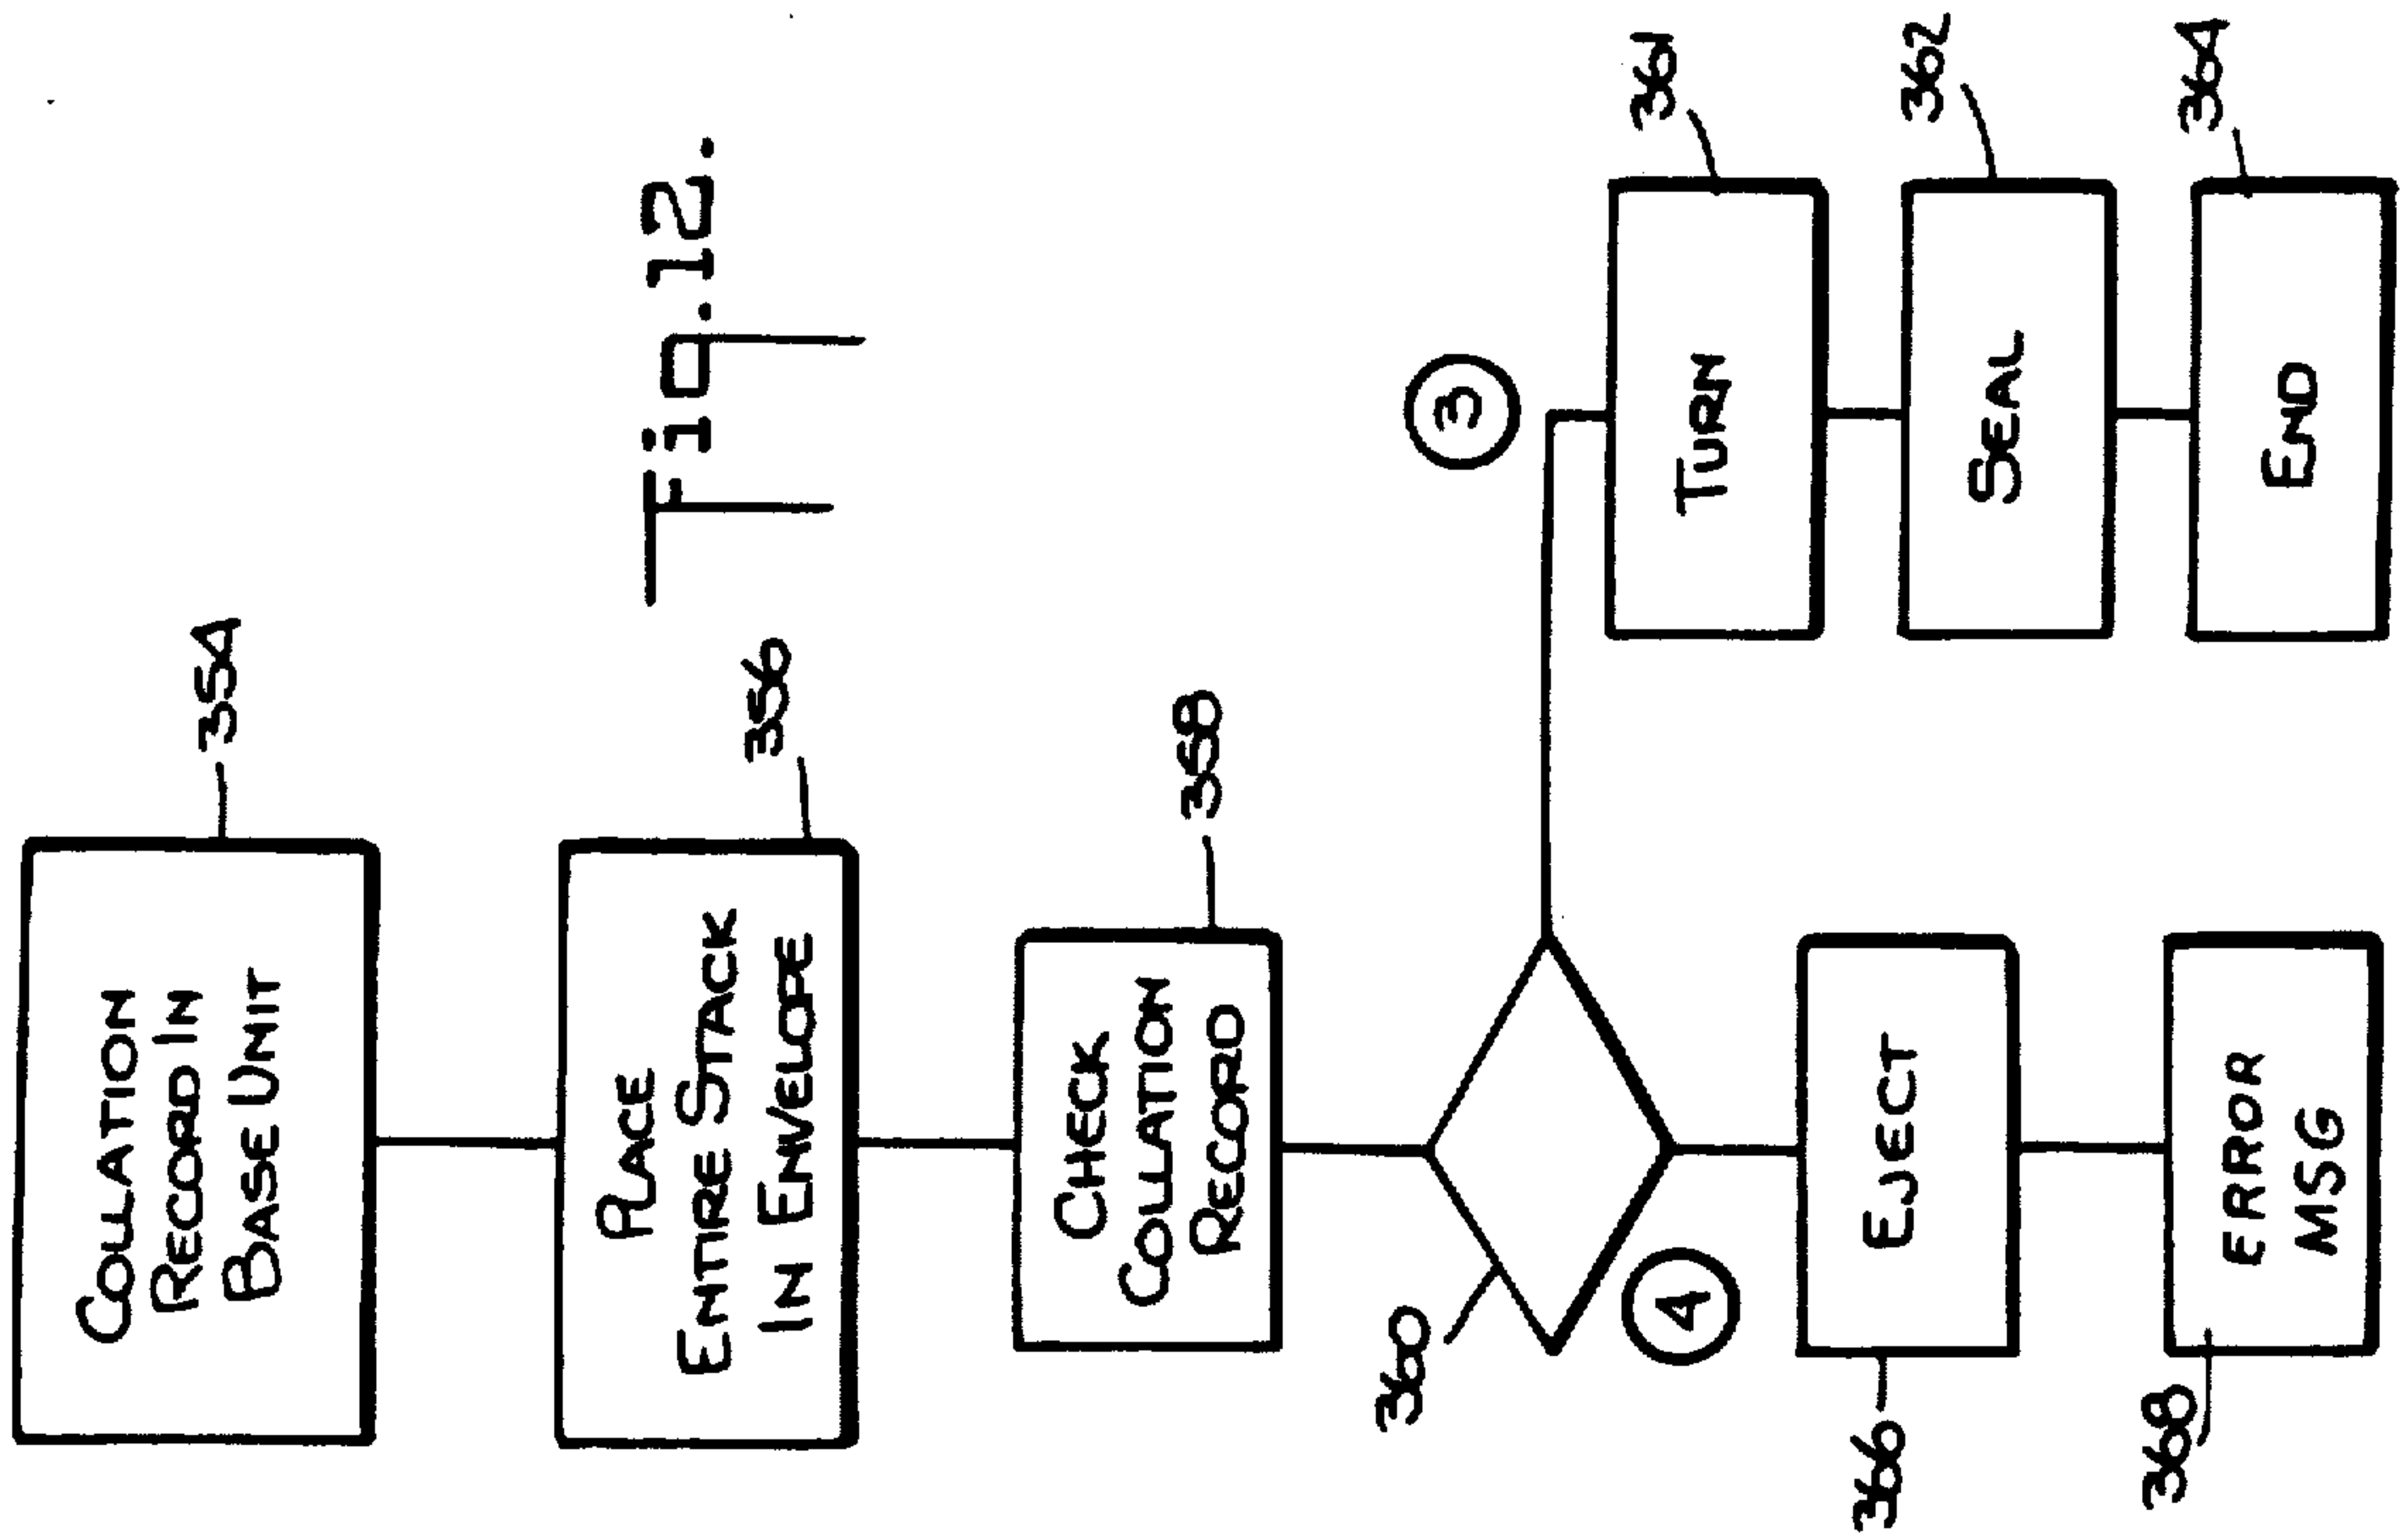 COLLATION
RECORD IN
BASE UNIT
354
PLACE
ENTIRE STACK
IN ENVELOPE
356
Fig.12.
CHECK
COLLATION
RECORD
358
360
3
4
TURN
361
EJECT
366
SEAL
362
ERROR
MSG
368
END
364